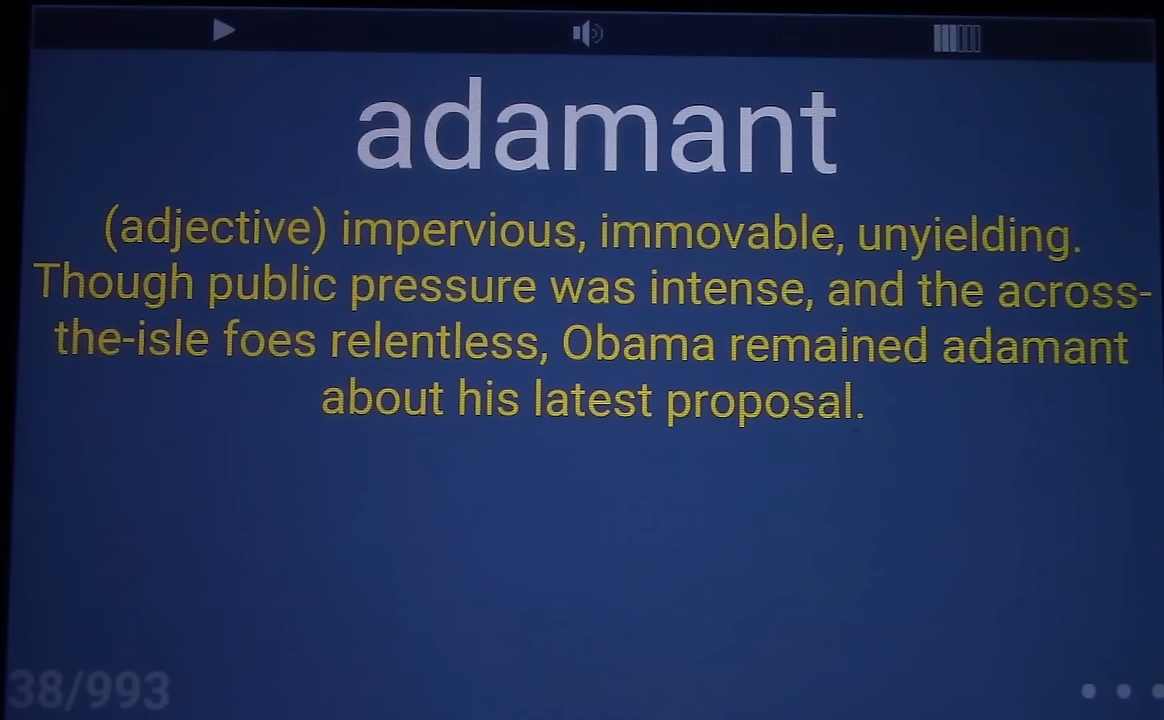 adamant
(adjective) impervious, immovable, unyielding.
Though public pressure was intense, and the across-
the-isle foes relentless, Obama remained adamant
about his latest proposal.
38/993